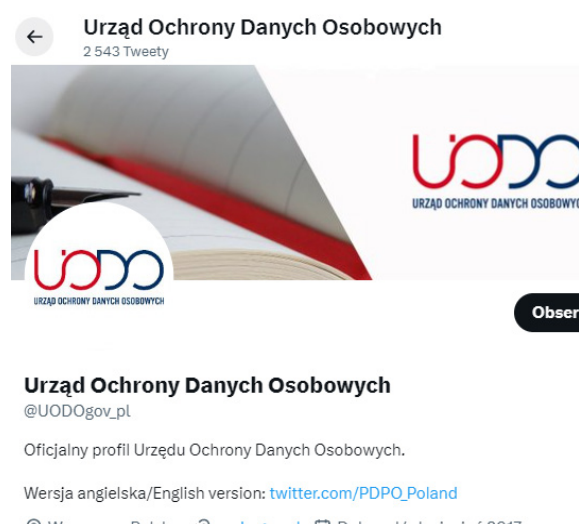 Urząd Ochrony Danych Osobowych
2 543 Tweety
UODO
URZĄD OCHRONY DANYCH OSOBOWYC
UODO
URZĄD OCHRONY DANYCH OSOBOWYCH
Obser
Urząd Ochrony Danych Osobowych
@UODOgov_pl
Oficjalny profil Urzędu Ochrony Danych Osobowych.
Wersja angielska/English version: twitter.com/PDPO_Poland